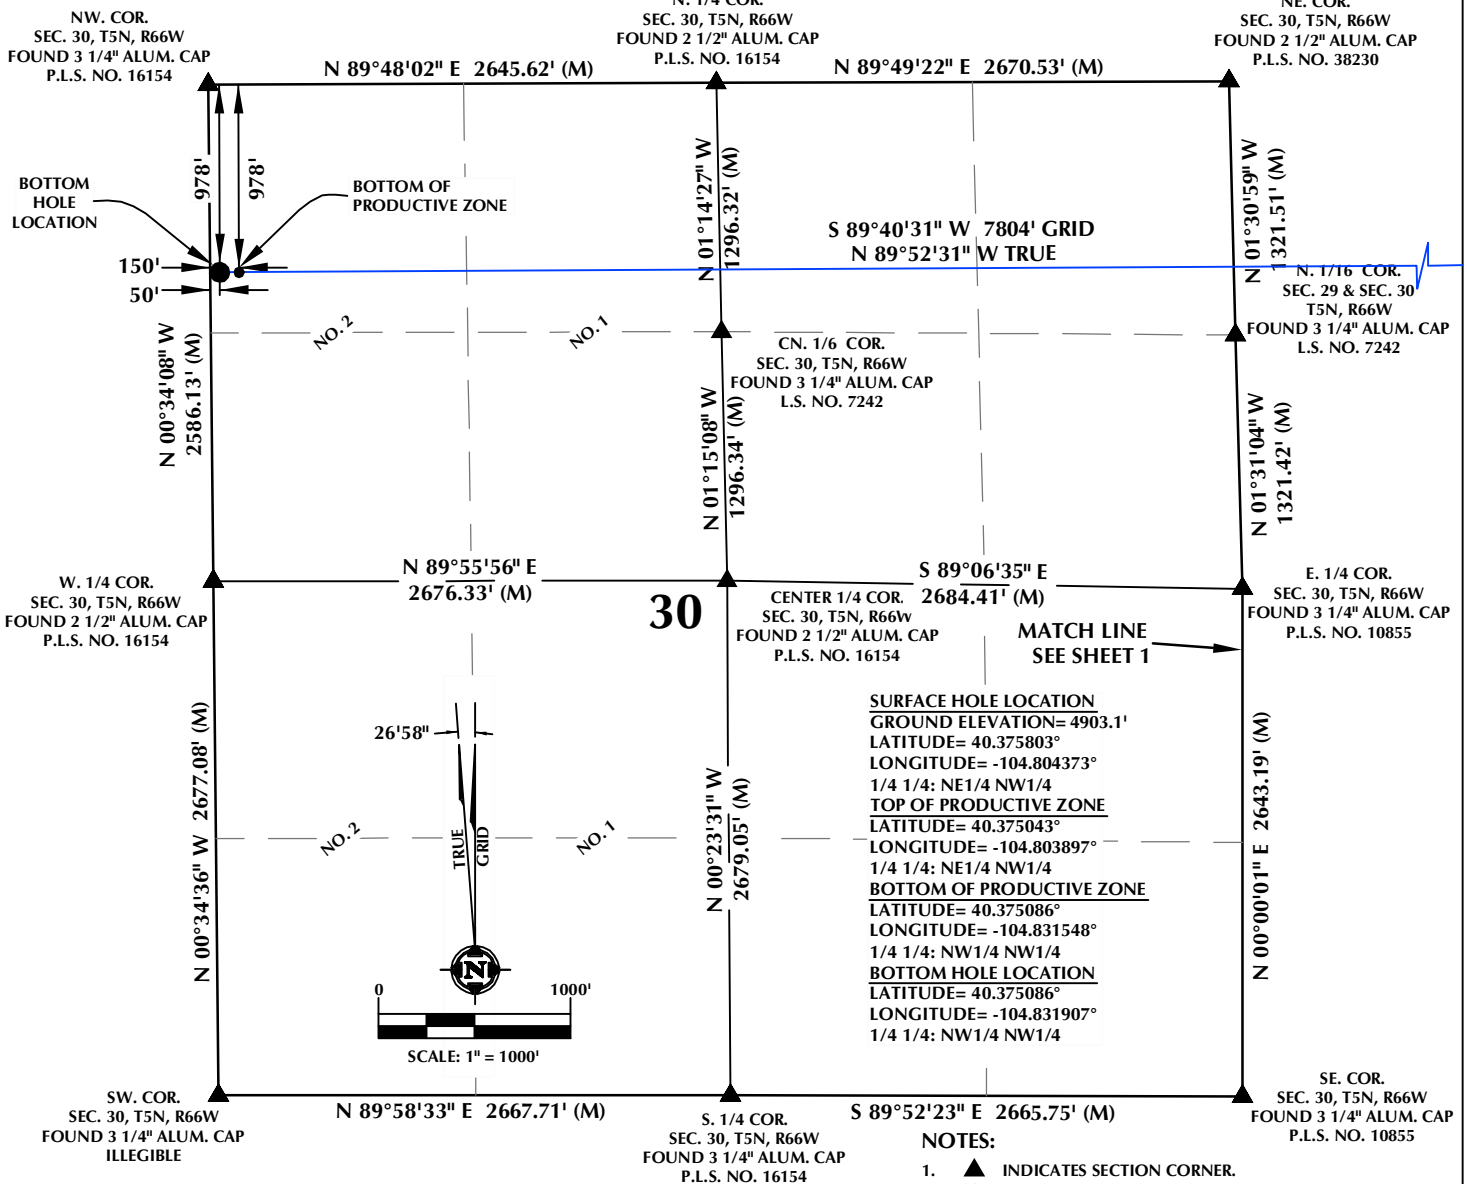 NW. COR.
SEC. 30, T5N, R66W
FOUND 3 1/4" ALUM. CAP
P.L.S. NO. 16154
N. 1/4 COR.
SEC. 30, T5N, R66W
FOUND 2 1/2" ALUM. CAP
P.L.S. NO. 16154
NE. COR.
SEC. 30, T5N, R66W
FOUND 2 1/2" ALUM. CAP
P.L.S. NO. 38230
N 89°48'02" E 2645.62' (M)
N 89°49'22" E 2670.53' (M)
978'
978'
BOTTOM
HOLE
LOCATION
BOTTOM OF
PRODUCTIVE ZONE
150'
50'
N 01°14'27" W
1296.32' (M)
S 89°40'31" W 7804' GRID
N 89°52'31" W TRUE
N 01°30'59" W
1321.51' (M)
N. 1/16 COR.
SEC. 29 & SEC. 30
T5N, R66W
FOUND 3 1/4" ALUM. CAP
L.S. NO. 7242
N 00°34'08" W
2586.13' (M)
NO. 2
NO. 1
CN. 1/6 COR.
SEC. 30, T5N, R66W
FOUND 3 1/4" ALUM. CAP
L.S. NO. 7242
N 01°15'08" W
1296.34' (M)
N 01°31'04" W
1321.42' (M)
W. 1/4 COR.
SEC. 30, T5N, R66W
FOUND 2 1/2" ALUM. CAP
P.L.S. NO. 16154
N 89°55'56" E
2676.33' (M)
30
CENTER 1/4 COR.
SEC. 30, T5N, R66W
FOUND 2 1/2" ALUM. CAP
P.L.S. NO. 16154
S 89°06'35" E
2684.41' (M)
E. 1/4 COR.
SEC. 30, T5N, R66W
FOUND 3 1/4" ALUM. CAP
P.L.S. NO. 10855
MATCH LINE
SEE SHEET 1
N 00°34'36" W 2677.08' (M)
26'58"
TRUE
GRID
N
NO. 2
NO. 1
0
1000'
SCALE: 1" = 1000'
N 00°23'31" W
2679.05' (M)
SURFACE HOLE LOCATION
GROUND ELEVATION= 4903.1'
LATITUDE= 40.375803°
LONGITUDE= -104.804373°
1/4 1/4: NE1/4 NW1/4
TOP OF PRODUCTIVE ZONE
LATITUDE= 40.375043°
LONGITUDE= -104.803897°
1/4 1/4: NE1/4 NW1/4
BOTTOM OF PRODUCTIVE ZONE
LATITUDE= 40.375086°
LONGITUDE= -104.831548°
1/4 1/4: NW1/4 NW1/4
BOTTOM HOLE LOCATION
LATITUDE= 40.375086°
LONGITUDE= -104.831907°
1/4 1/4: NW1/4 NW1/4
N 00°00'01" E 2643.19' (M)
SW. COR.
SEC. 30, T5N, R66W
FOUND 3 1/4" ALUM. CAP
ILLEGIBLE
N 89°58'33" E 2667.71' (M)
S. 1/4 COR.
SEC. 30, T5N, R66W
FOUND 3 1/4" ALUM. CAP
P.L.S. NO. 16154
S 89°52'23" E 2665.75' (M)
SE. COR.
SEC. 30, T5N, R66W
FOUND 3 1/4" ALUM. CAP
P.L.S. NO. 10855
NOTES:
1. INDICATES SECTION CORNER.